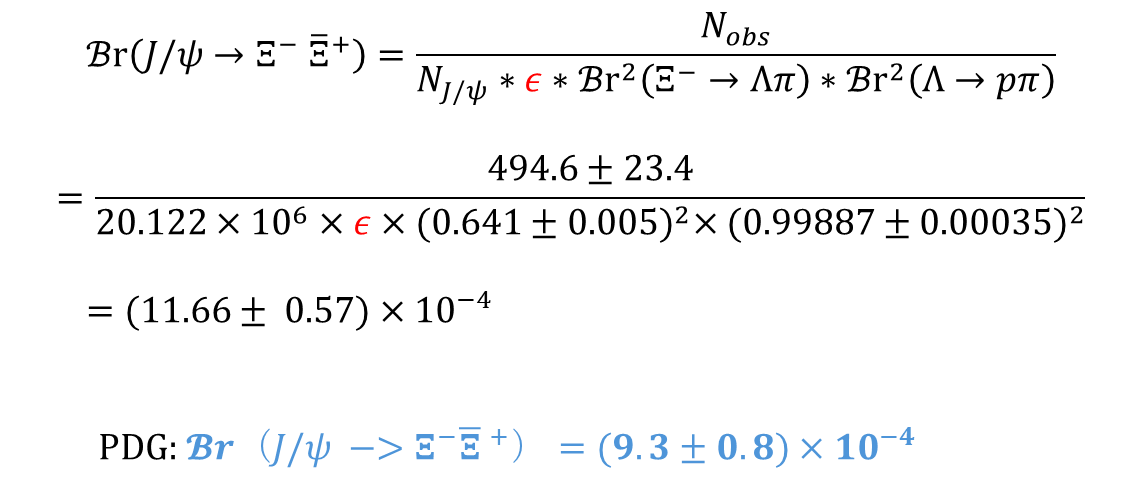 ℬr(J/ψ → Ξ⁻ Ξ̅⁺) = N_obs / (N_J/ψ * ϵ * ℬr²(Ξ⁻ → Λπ) * ℬr²(Λ → pπ))
= (494.6 ± 23.4) / (20.122 × 10⁶ × ϵ × (0.641 ± 0.005)² × (0.99887 ± 0.00035)²)
= (11.66 ± 0.57) × 10⁻⁴
PDG: ℬr（J/ψ −> Ξ⁻Ξ̅⁺） = (9.3 ± 0.8) × 10⁻⁴